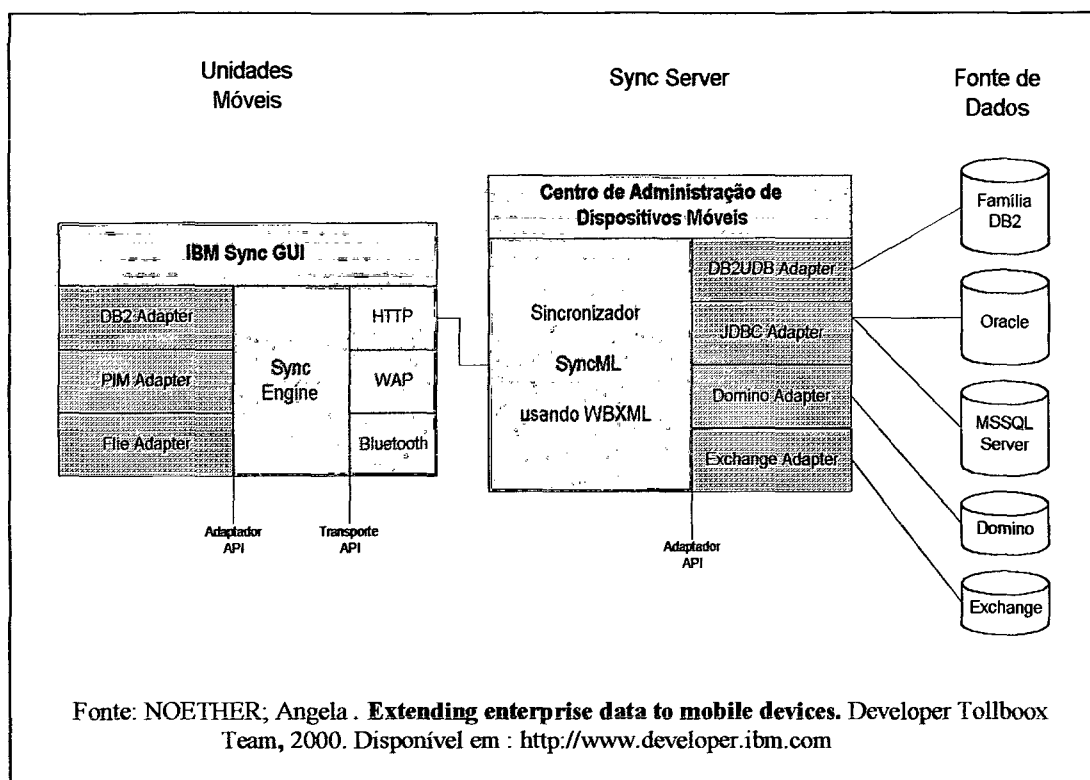 Unidades
Móveis
Sync Server
Fonte de
Dados
IBM Sync GUI
DB2 Adapter
PIM Adapter
Flie Adapter
Sync
Engine
HTTP
WAP
Bluetooth
Adaptador
API
Transporte
API
Centro de Administração de
Dispositivos Móveis
Sincronizador
SyncML
usando WBXML
DB2UDB Adapter
JDBC Adapter
Domino Adapter
Exchange Adapter
Adaptador
API
Família
DB2
Oracle
MSSQL
Server
Domino
Exchange
Fonte: NOETHER; Angela . Extending enterprise data to mobile devices. Developer Tollboox
Team, 2000. Disponível em : http://www.developer.ibm.com